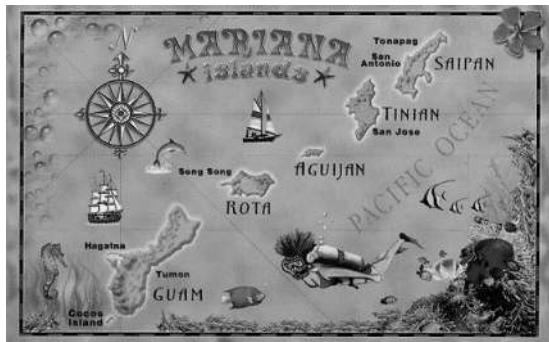 N
MARIANA
islands
Tonapag
San
Antonio
SAIPAN
TINIAN
San Jose
AGUIJAN
Song Song
ROTA
PACIFIC OCEAN
Hagatna
Tumon
GUAM
Cocos
Island